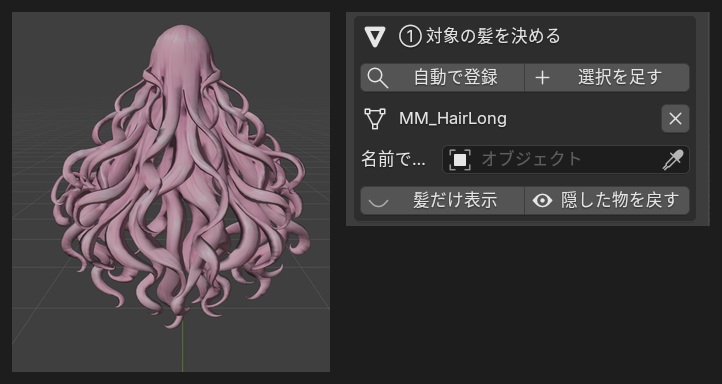 ① 対象の髪を決める
自動で登録 選択を足す
MM_HairLong
名前で... オブジェクト
髪だけ表示 隠した物を戻す